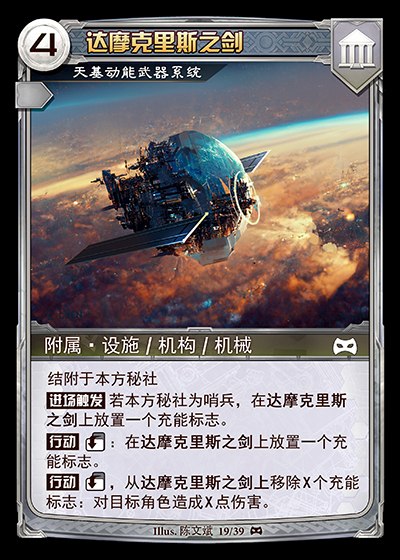 4
达摩克里斯之剑
天基动能武器系统
附属·设施 / 机构 / 机械
结附于本方秘社
进场触发 若本方秘社为哨兵，在达摩克里斯
之剑上放置一个充能标志。
行动 ：在达摩克里斯之剑上放置一个充
能标志。
行动 ，从达摩克里斯之剑上移除X个充能
标志：对目标角色造成X点伤害。
Illus. 陈文斌 19/39